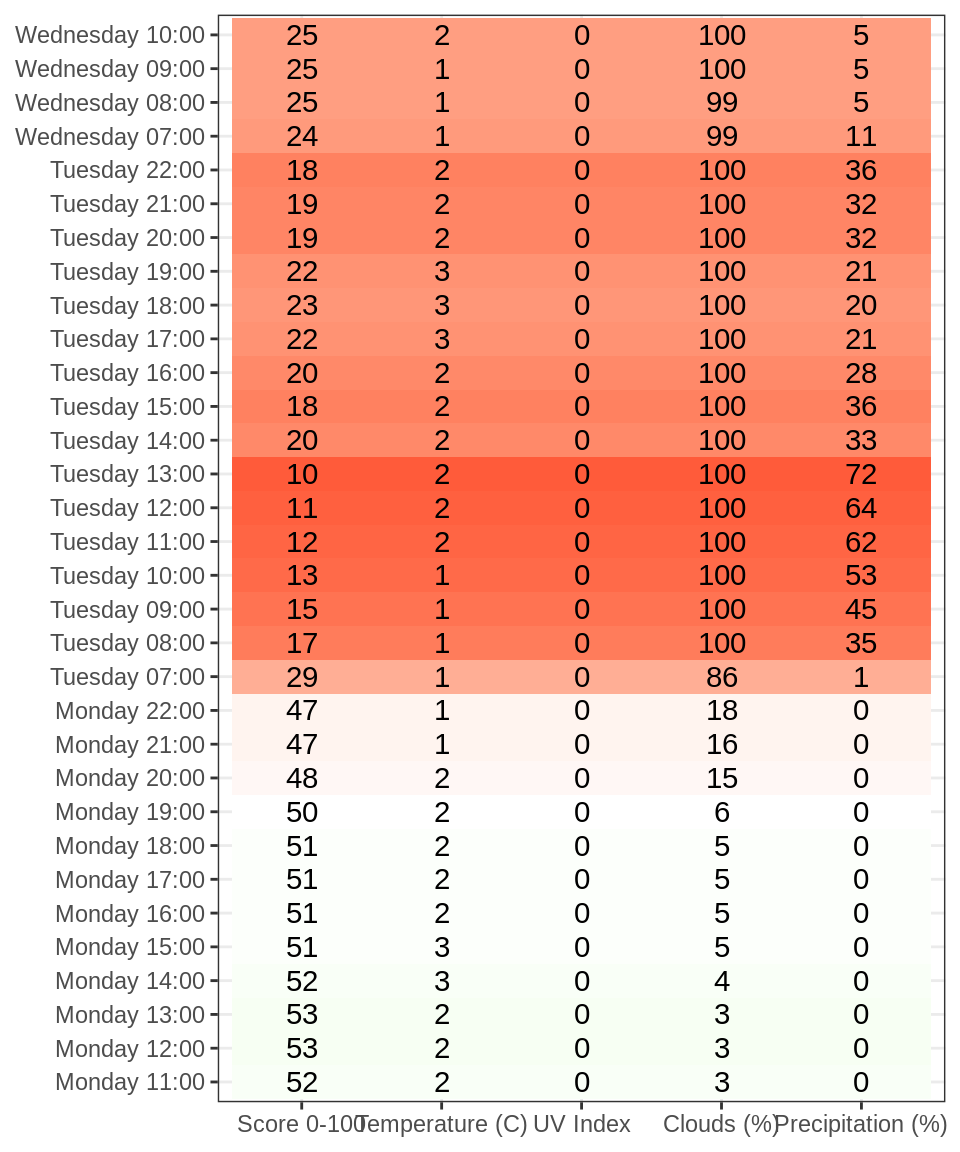 Wednesday 10:00 25 2 0 100 5
Wednesday 09:00 25 1 0 100 5
Wednesday 08:00 25 1 0 99 5
Wednesday 07:00 24 1 0 99 11
Tuesday 22:00 18 2 0 100 36
Tuesday 21:00 19 2 0 100 32
Tuesday 20:00 19 2 0 100 32
Tuesday 19:00 22 3 0 100 21
Tuesday 18:00 23 3 0 100 20
Tuesday 17:00 22 3 0 100 21
Tuesday 16:00 20 2 0 100 28
Tuesday 15:00 18 2 0 100 36
Tuesday 14:00 20 2 0 100 33
Tuesday 13:00 10 2 0 100 72
Tuesday 12:00 11 2 0 100 64
Tuesday 11:00 12 2 0 100 62
Tuesday 10:00 13 1 0 100 53
Tuesday 09:00 15 1 0 100 45
Tuesday 08:00 17 1 0 100 35
Tuesday 07:00 29 1 0 86 1
Monday 22:00 47 1 0 18 0
Monday 21:00 47 1 0 16 0
Monday 20:00 48 2 0 15 0
Monday 19:00 50 2 0 6 0
Monday 18:00 51 2 0 5 0
Monday 17:00 51 2 0 5 0
Monday 16:00 51 2 0 5 0
Monday 15:00 51 3 0 5 0
Monday 14:00 52 3 0 4 0
Monday 13:00 53 2 0 3 0
Monday 12:00 53 2 0 3 0
Monday 11:00 52 2 0 3 0
Score 0-100 Temperature (C) UV Index Clouds (%) Precipitation (%)